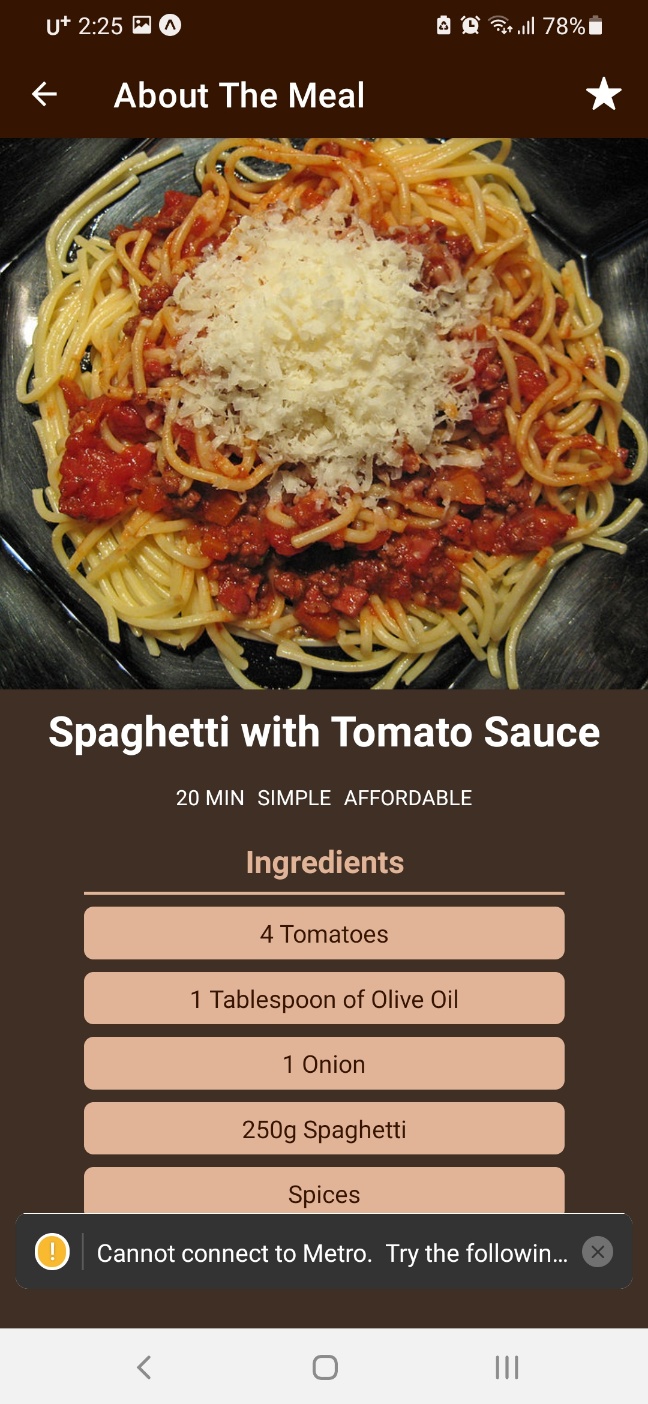 U+ 2:25 78%
About The Meal
Spaghetti with Tomato Sauce
20 MIN SIMPLE AFFORDABLE
Ingredients
4 Tomatoes
1 Tablespoon of Olive Oil
1 Onion
250g Spaghetti
Spices
Cannot connect to Metro. Try the followin...